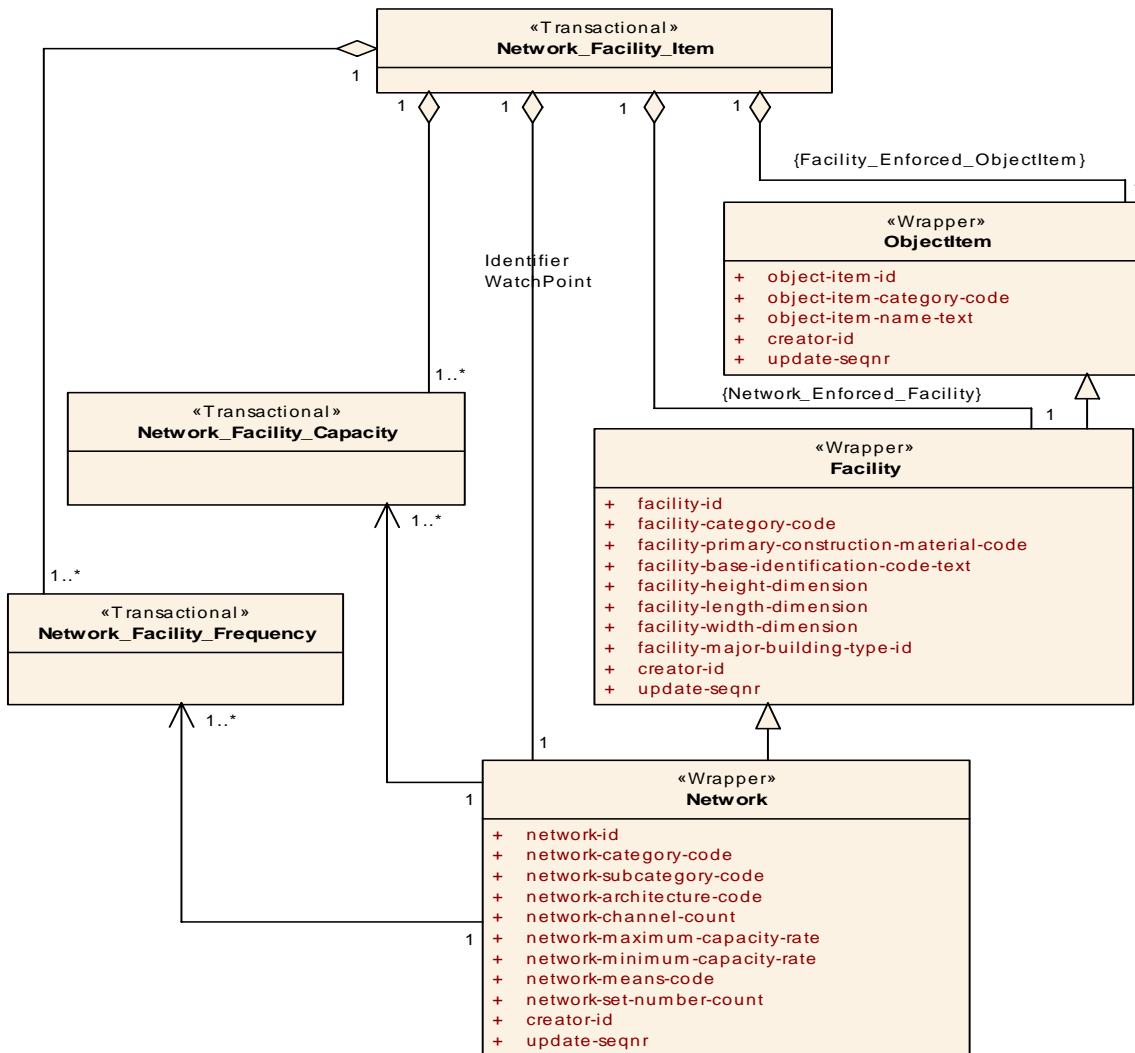 «Transactional»
Network_Facility_Item
1
1
1
1
1
{Facility_Enforced_ObjectItem}
«Wrapper»
ObjectItem
+ object-item-id
+ object-item-category-code
+ object-item-name-text
+ creator-id
+ update-seqnr
Identifier
WatchPoint
1..*
{Network_Enforced_Facility}
1
«Transactional»
Network_Facility_Capacity
«Wrapper»
Facility
+ facility-id
+ facility-category-code
+ facility-primary-construction-material-code
+ facility-base-identification-code-text
+ facility-height-dimension
+ facility-length-dimension
+ facility-width-dimension
+ facility-major-building-type-id
+ creator-id
+ update-seqnr
1..*
1..*
«Transactional»
Network_Facility_Frequency
1..*
1
«Wrapper»
Network
1
+ network-id
+ network-category-code
+ network-subcategory-code
+ network-architecture-code
+ network-channel-count
+ network-maximum-capacity-rate
+ network-minimum-capacity-rate
+ network-means-code
+ network-set-number-count
+ creator-id
+ update-seqnr
1